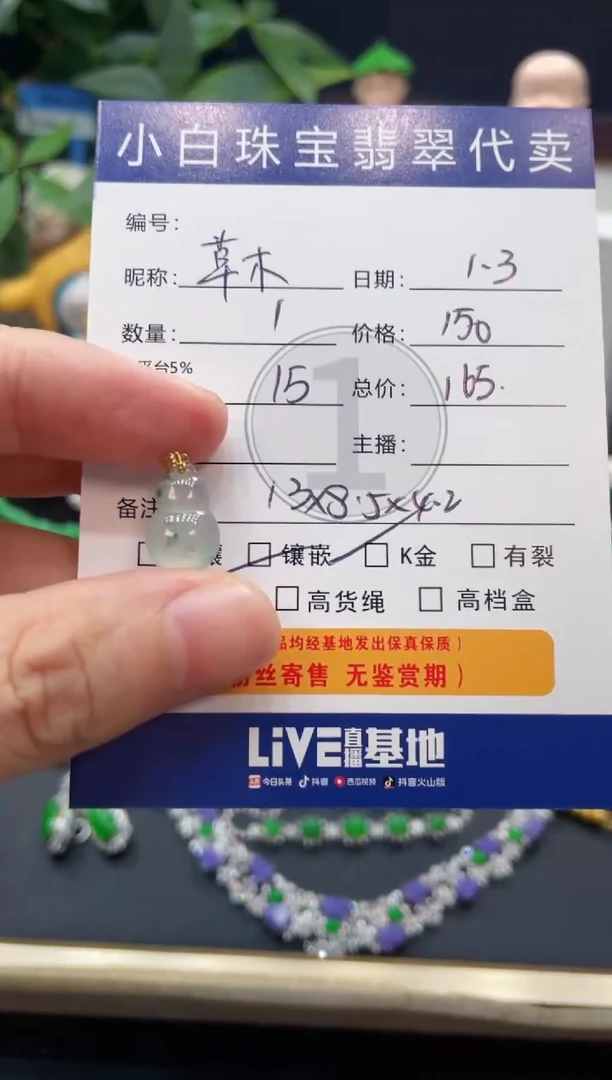 小白珠宝翡翠代卖
编号：
昵称：草木 日期：1-3
数量：1 价格：150
平台5%
15 总价：165.
1
主播：
备注 13x8.5x4.2
镶嵌 K金 有裂
高货绳 高档盒
品均经基地发出保真保质）
丝寄售 无鉴赏期）
LiVE直播基地
今日头条 抖音 西瓜视频 抖音火山版